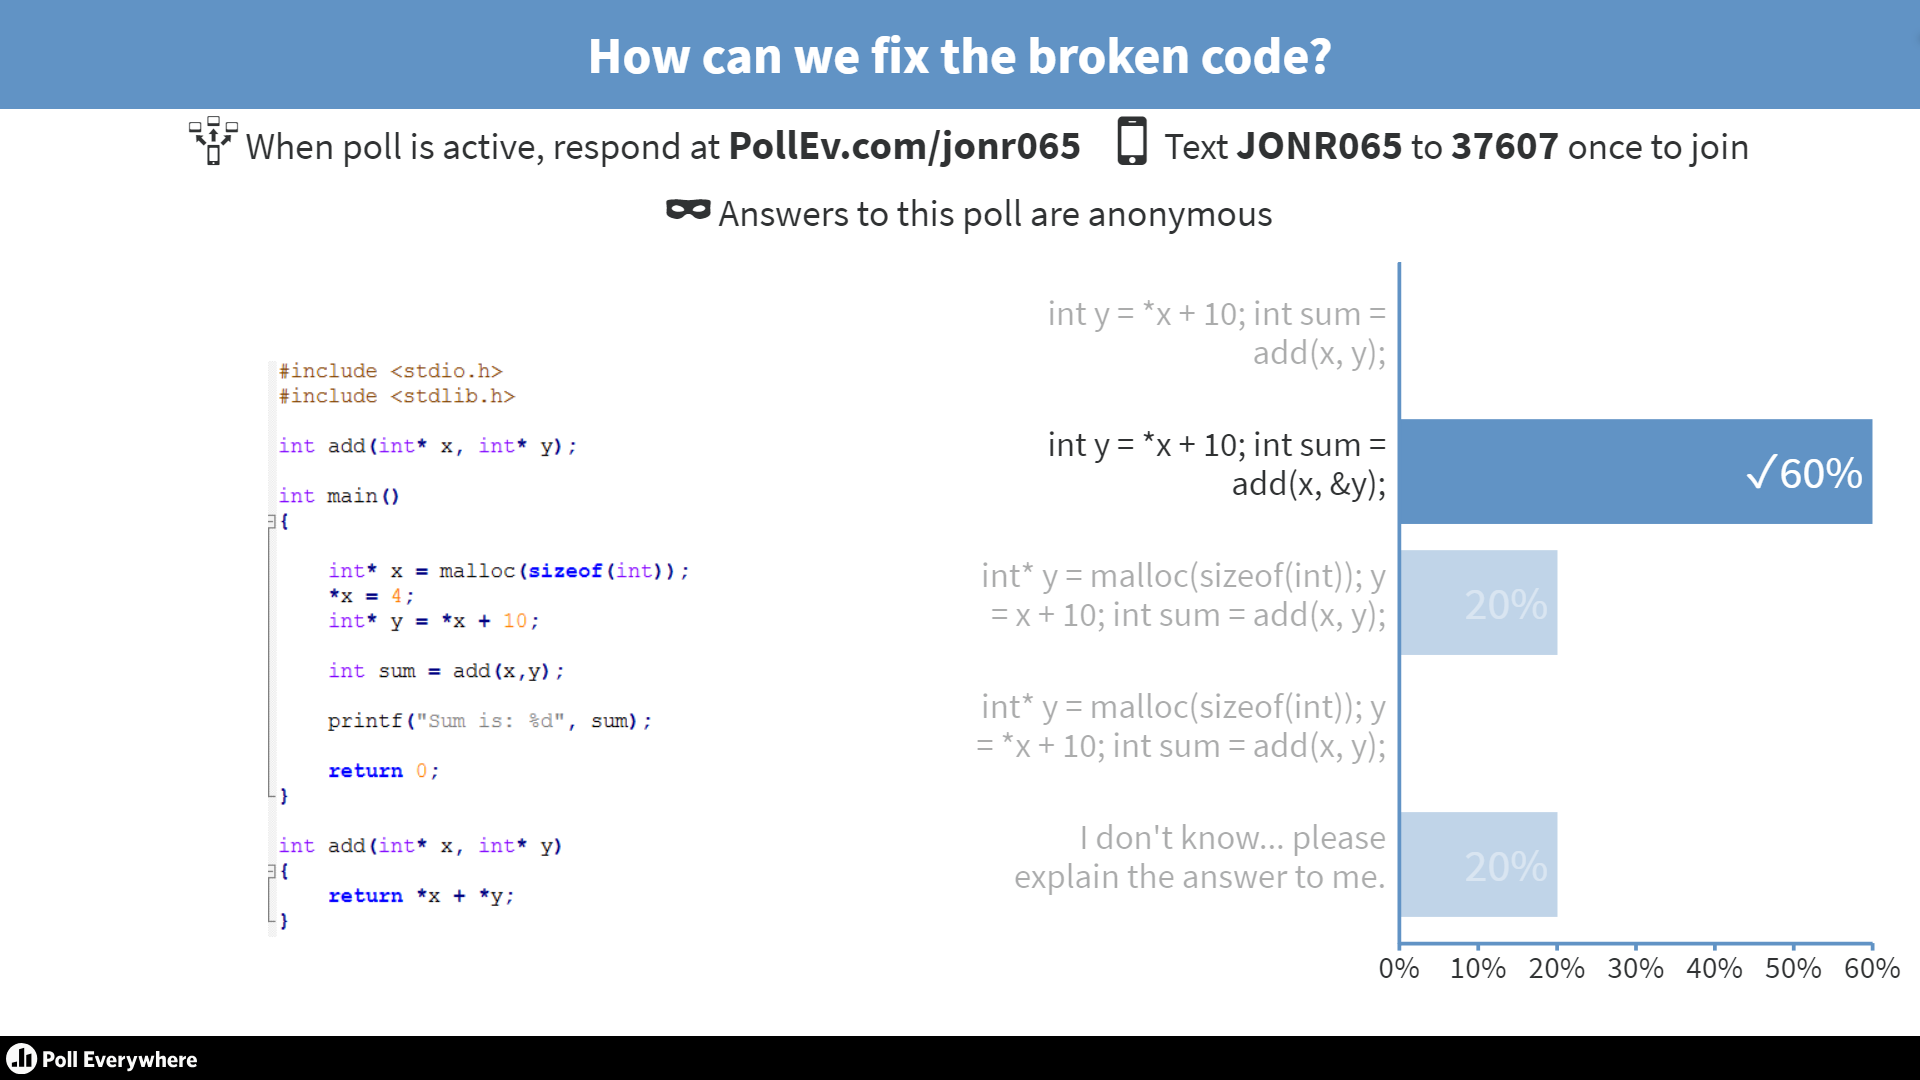 How can we fix the broken code?
When poll is active, respond at PollEv.com/jonr065 Text JONR065 to 37607 once to join
Answers to this poll are anonymous
#include <stdio.h>
#include <stdlib.h>
int add(int* x, int* y);
int main()
{
int* x = malloc(sizeof(int));
*x = 4;
int* y = *x + 10;
int sum = add(x,y);
printf("Sum is: %d", sum);
return 0;
}
int add(int* x, int* y)
{
return *x + *y;
}
int y = *x + 10; int sum =
add(x, y);
int y = *x + 10; int sum =
add(x, &y);
✓60%
int* y = malloc(sizeof(int)); y
= x + 10; int sum = add(x, y);
20%
int* y = malloc(sizeof(int)); y
= *x + 10; int sum = add(x, y);
I don't know... please
explain the answer to me.
20%
0% 10% 20% 30% 40% 50% 60%
Poll Everywhere